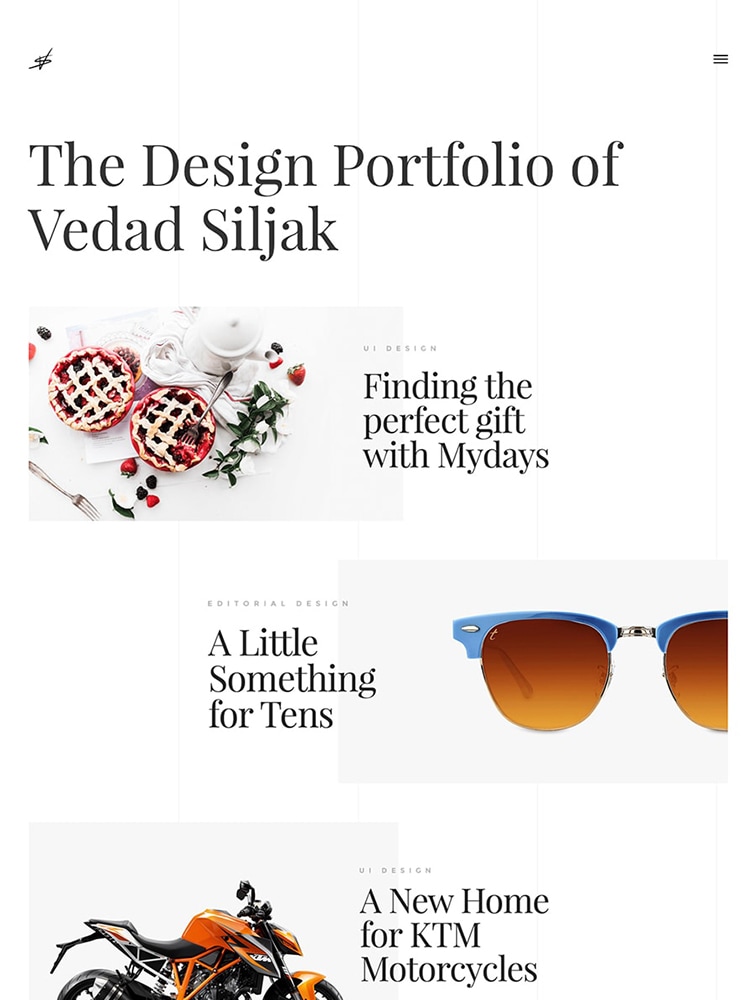 The Design Portfolio of
Vedad Siljak
UI DESIGN
Finding the
perfect gift
with Mydays
EDITORIAL DESIGN
A Little
Something
for Tens
t
UI DESIGN
A New Home
for KTM
Motorcycles
KTM